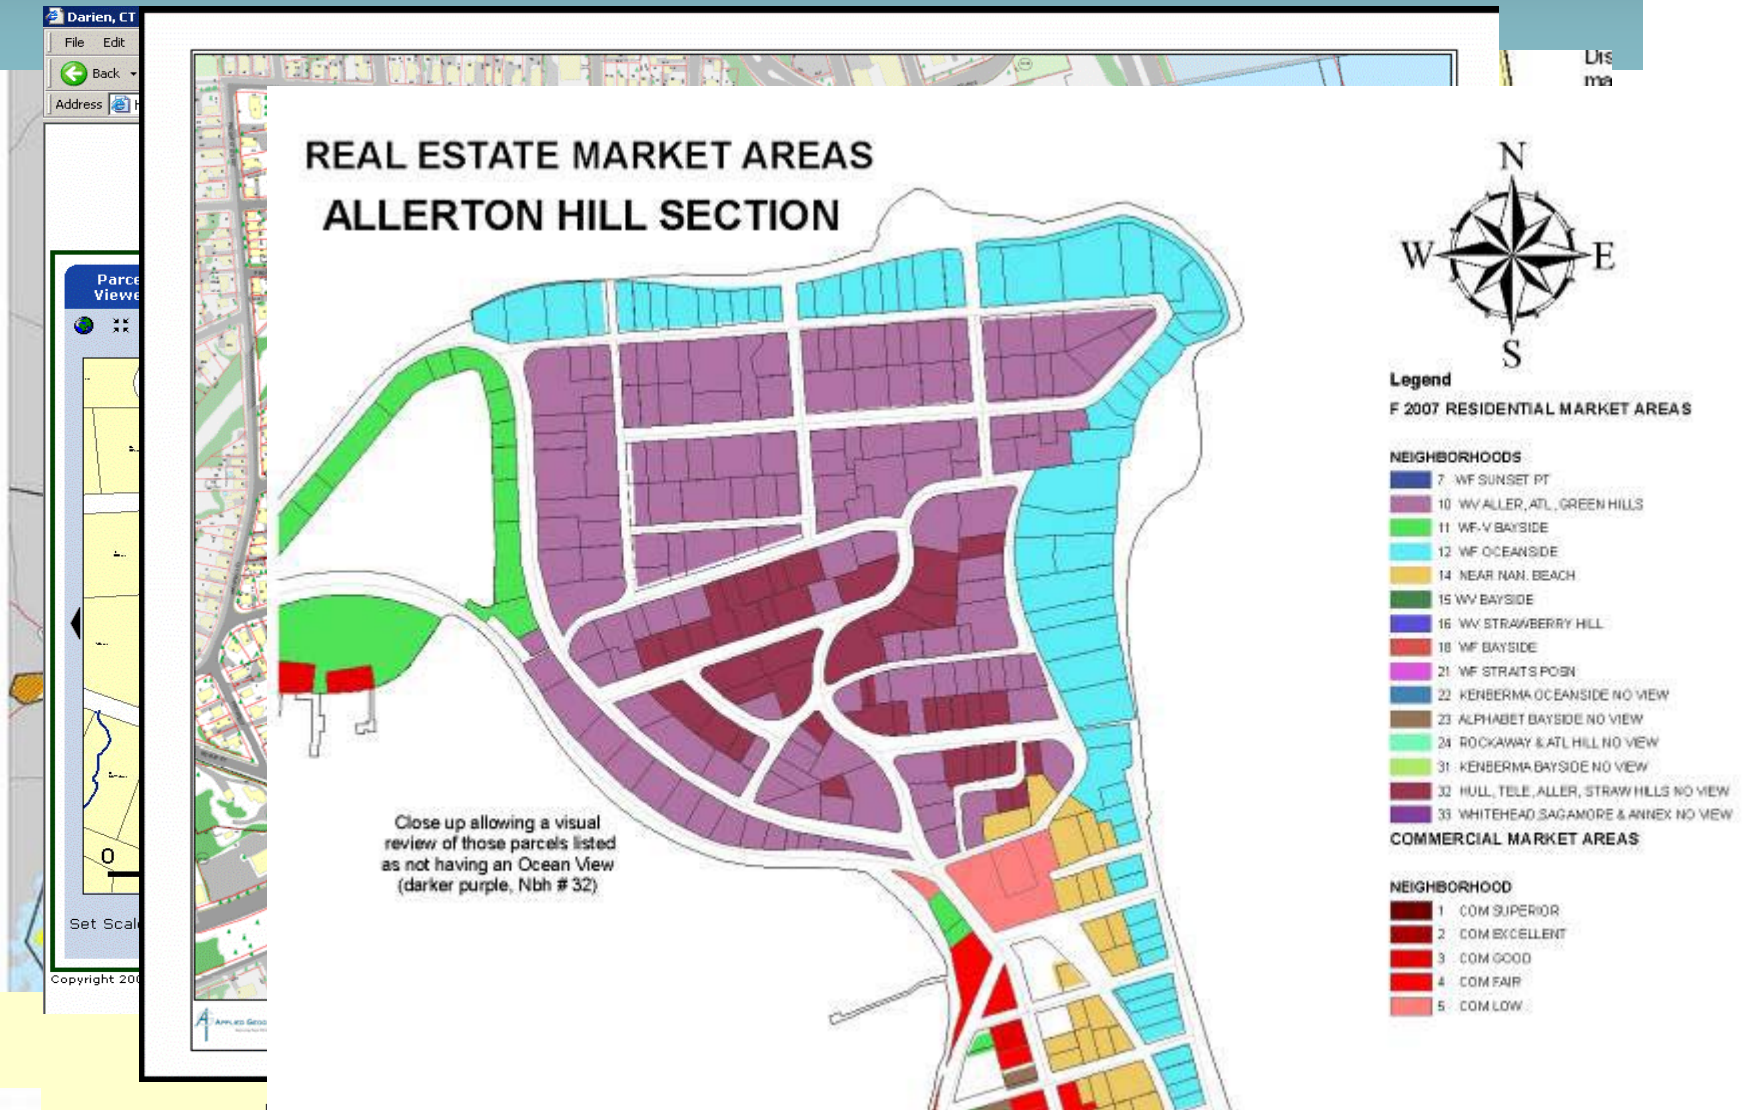 Darien, CT
File Edit
Back
Address
Dis
ma
REAL ESTATE MARKET AREAS
ALLERTON HILL SECTION
N
W E
S
Parce
Viewe
Legend
F 2007 RESIDENTIAL MARKET AREAS
NEIGHBORHOODS
7 WF SUNSET PT
10 WV ALLER, ATL, GREEN HILLS
11 WF-V BAYSIDE
12 WF OCEANSIDE
14 NEAR NAN. BEACH
15 WV BAYSIDE
16 WV STRAWBERRY HILL
18 WF BAYSIDE
21 WF STRAITS POSN
22 KENBERMA OCEANSIDE NO VIEW
23 ALPHABET BAYSIDE NO VIEW
24 ROCKAWAY & ATL HILL NO VIEW
31 KENBERMA BAYSIDE NO VIEW
32 HULL, TELE, ALLER, STRAW HILLS NO VIEW
33 WHITEHEAD, SAGAMORE & ANNEX NO VIEW
COMMERCIAL MARKET AREAS
NEIGHBORHOOD
1 COM SUPERIOR
2 COM EXCELLENT
3 COM GOOD
4 COM FAIR
5 COM LOW
Close up allowing a visual
review of those parcels listed
as not having an Ocean View
(darker purple, Nbh # 32)
0
Set Scal
Copyright 200
APPLIED GEOG